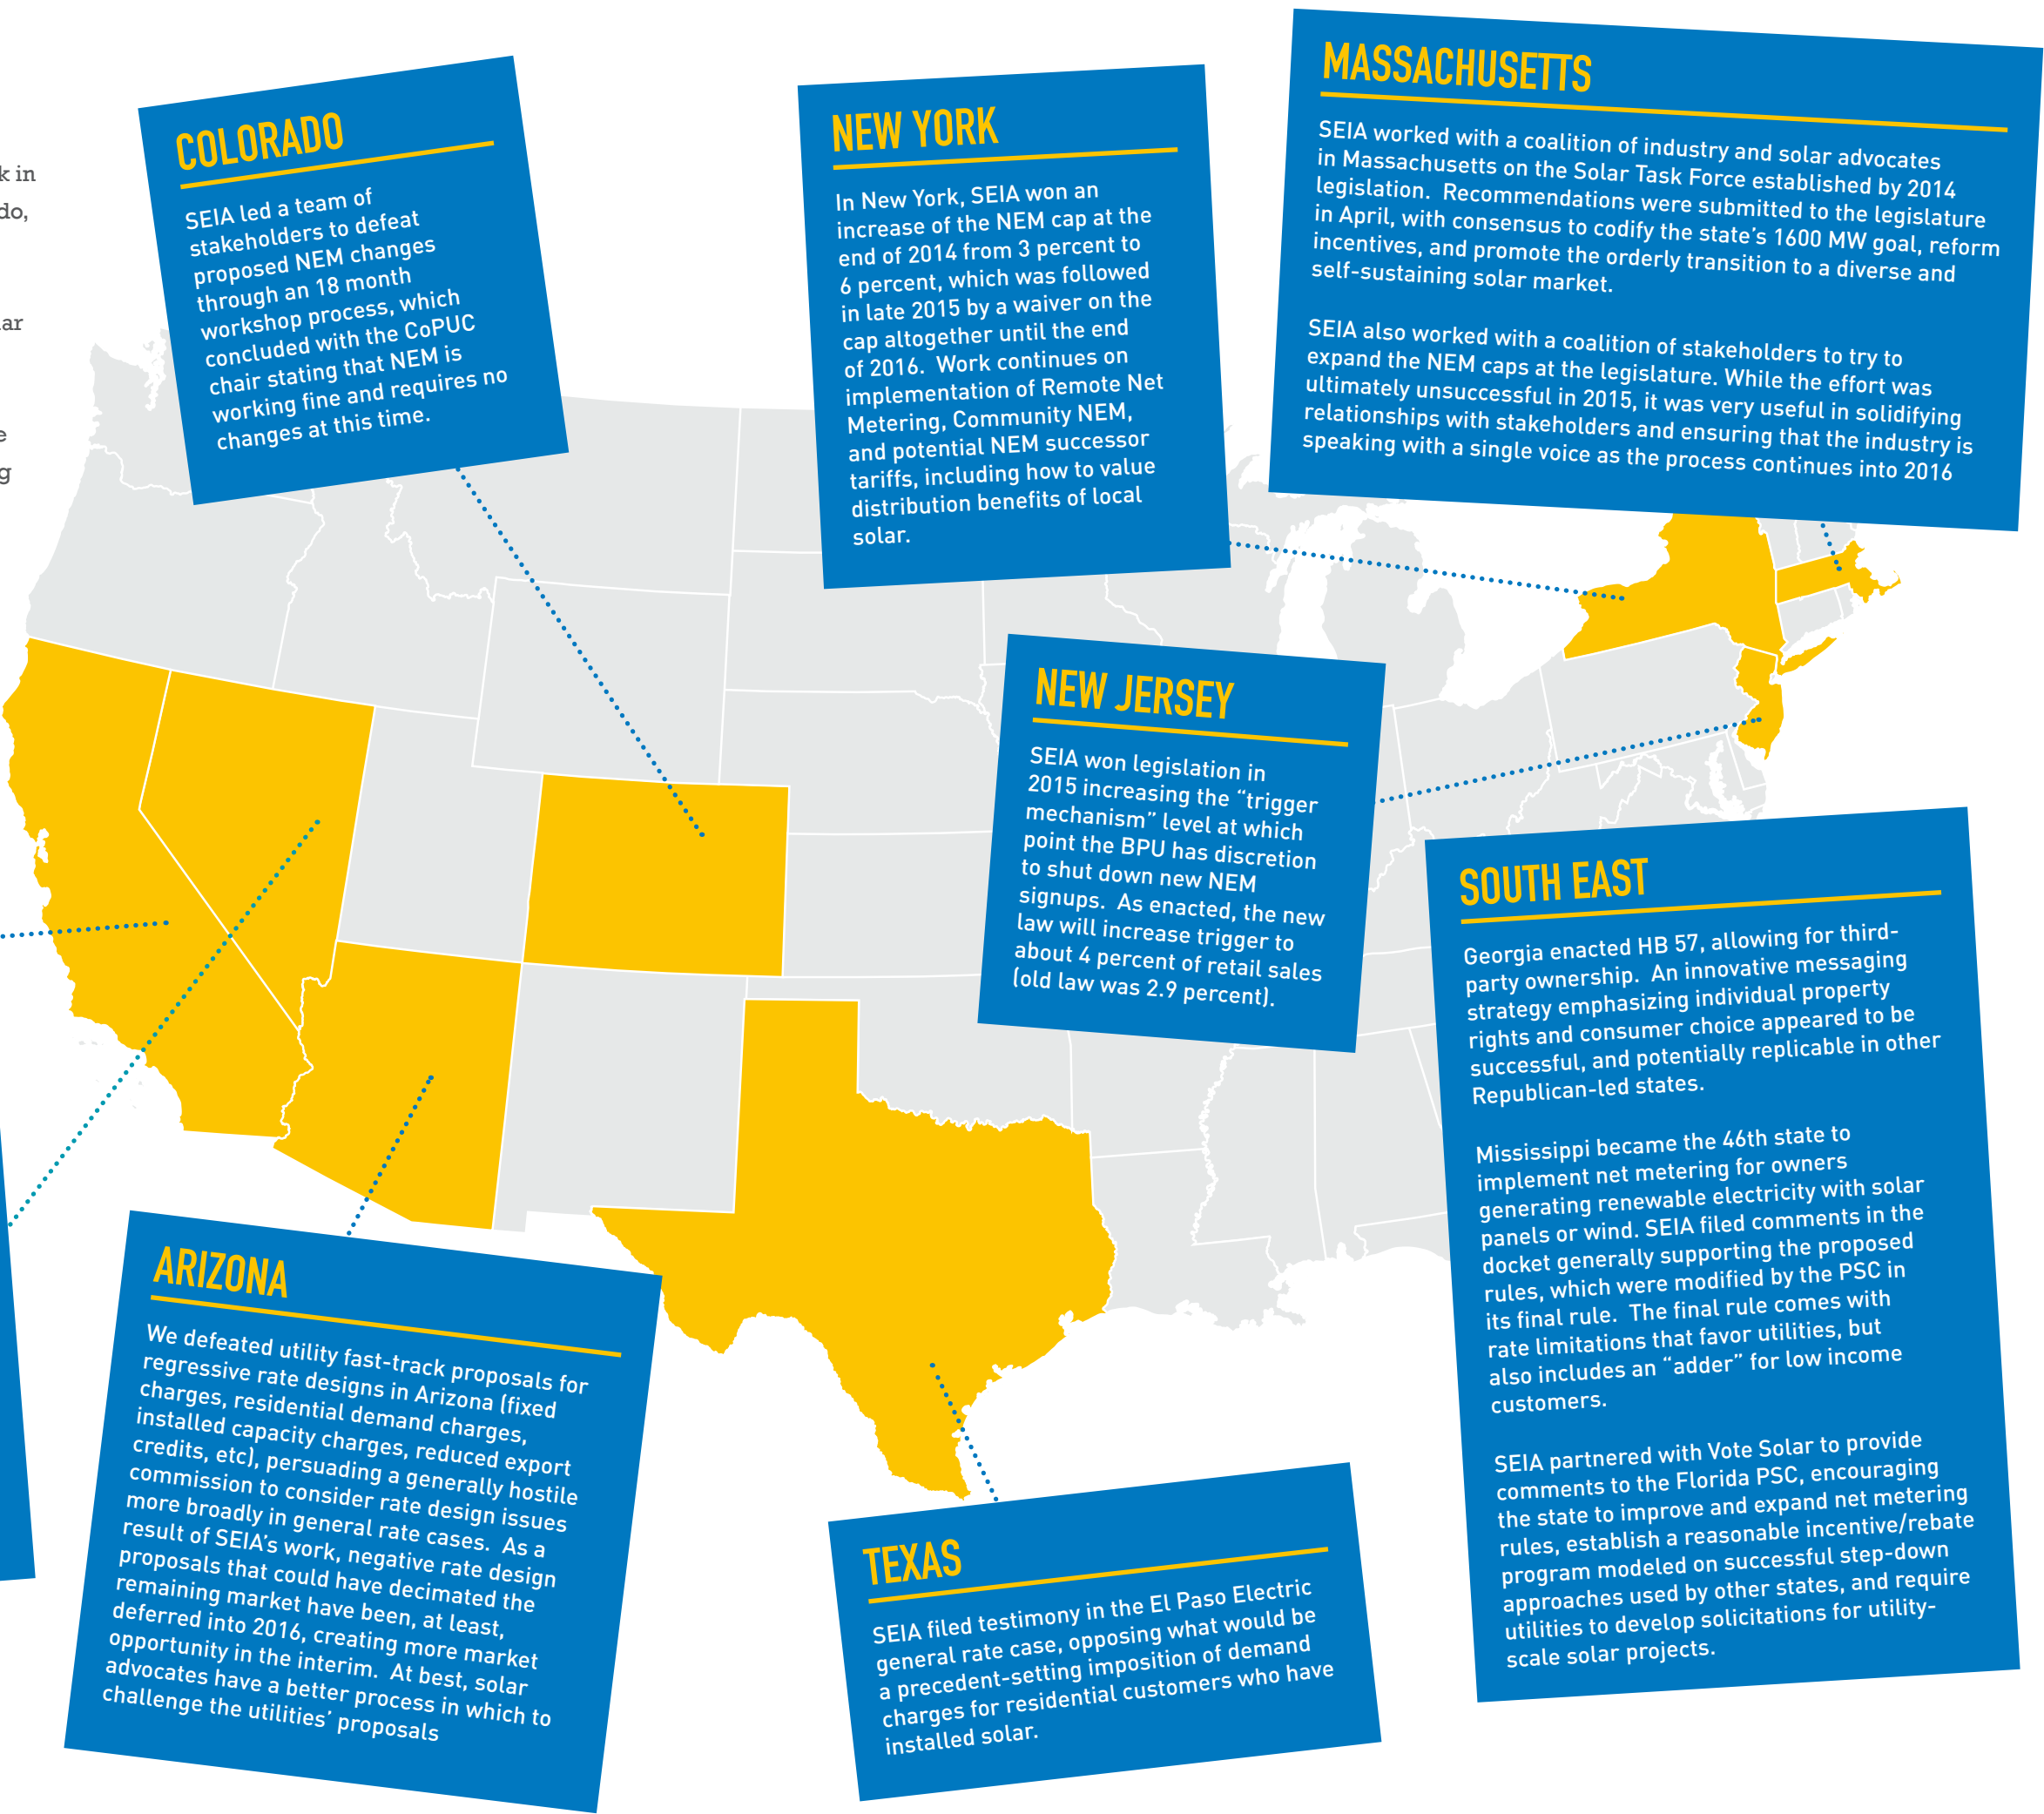 k in
do,
ar
e
g
COLORADO
SEIA led a team of
stakeholders to defeat
proposed NEM changes
through an 18 month
workshop process, which
concluded with the CoPUC
chair stating that NEM is
working fine and requires no
changes at this time.
NEW YORK
In New York, SEIA won an
increase of the NEM cap at the
end of 2014 from 3 percent to
6 percent, which was followed
in late 2015 by a waiver on the
cap altogether until the end
of 2016.  Work continues on
implementation of Remote Net
Metering, Community NEM,
and potential NEM successor
tariffs, including how to value
distribution benefits of local
solar.
MASSACHUSETTS
SEIA worked with a coalition of industry and solar advocates
in Massachusetts on the Solar Task Force established by 2014
legislation.  Recommendations were submitted to the legislature
in April, with consensus to codify the state’s 1600 MW goal, reform
incentives, and promote the orderly transition to a diverse and
self-sustaining solar market.
SEIA also worked with a coalition of stakeholders to try to
expand the NEM caps at the legislature. While the effort was
ultimately unsuccessful in 2015, it was very useful in solidifying
relationships with stakeholders and ensuring that the industry is
speaking with a single voice as the process continues into 2016
NEW JERSEY
SEIA won legislation in
2015 increasing the “trigger
mechanism” level at which
point the BPU has discretion
to shut down new NEM
signups.  As enacted, the new
law will increase trigger to
about 4 percent of retail sales
(old law was 2.9 percent).
SOUTH EAST
Georgia enacted HB 57, allowing for third-
party ownership.  An innovative messaging
strategy emphasizing individual property
rights and consumer choice appeared to be
successful, and potentially replicable in other
Republican-led states.
Mississippi became the 46th state to
implement net metering for owners
generating renewable electricity with solar
panels or wind. SEIA filed comments in the
docket generally supporting the proposed
rules, which were modified by the PSC in
its final rule.  The final rule comes with
rate limitations that favor utilities, but
also includes an “adder” for low income
customers.
SEIA partnered with Vote Solar to provide
comments to the Florida PSC, encouraging
the state to improve and expand net metering
rules, establish a reasonable incentive/rebate
program modeled on successful step-down
approaches used by other states, and require
utilities to develop solicitations for utility-
scale solar projects.
ARIZONA
We defeated utility fast-track proposals for
regressive rate designs in Arizona (fixed
charges, residential demand charges,
installed capacity charges, reduced export
credits, etc), persuading a generally hostile
commission to consider rate design issues
more broadly in general rate cases.  As a
result of SEIA’s work, negative rate design
proposals that could have decimated the
remaining market have been, at least,
deferred into 2016, creating more market
opportunity in the interim.  At best, solar
advocates have a better process in which to
challenge the utilities’ proposals
TEXAS
SEIA filed testimony in the El Paso Electric
general rate case, opposing what would be
a precedent-setting imposition of demand
charges for residential customers who have
installed solar.